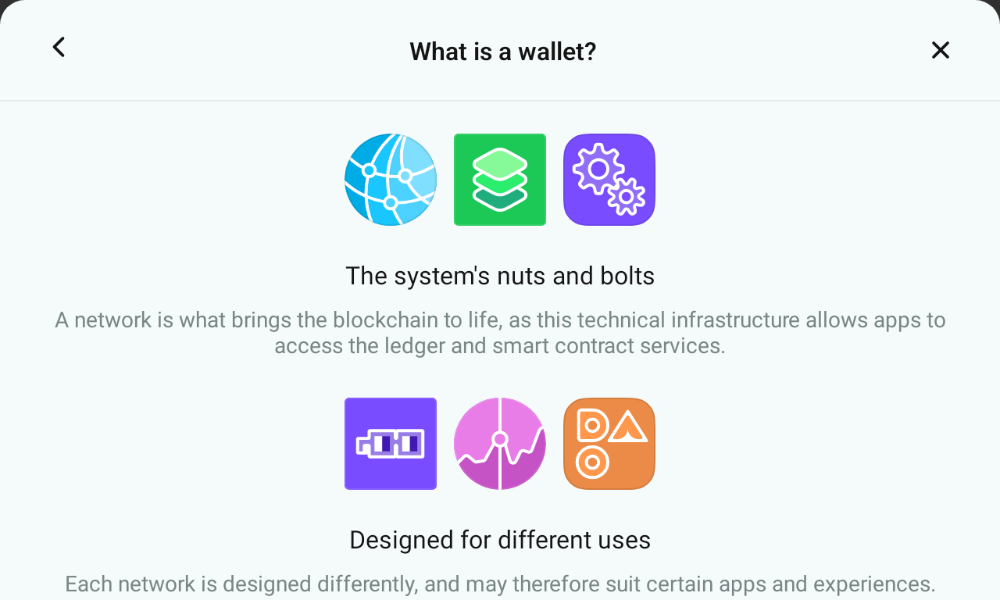 What is a wallet?
The system's nuts and bolts
A network is what brings the blockchain to life, as this technical infrastructure allows apps to
access the ledger and smart contract services.
DAO
Designed for different uses
Each network is designed differently, and may therefore suit certain apps and experiences.